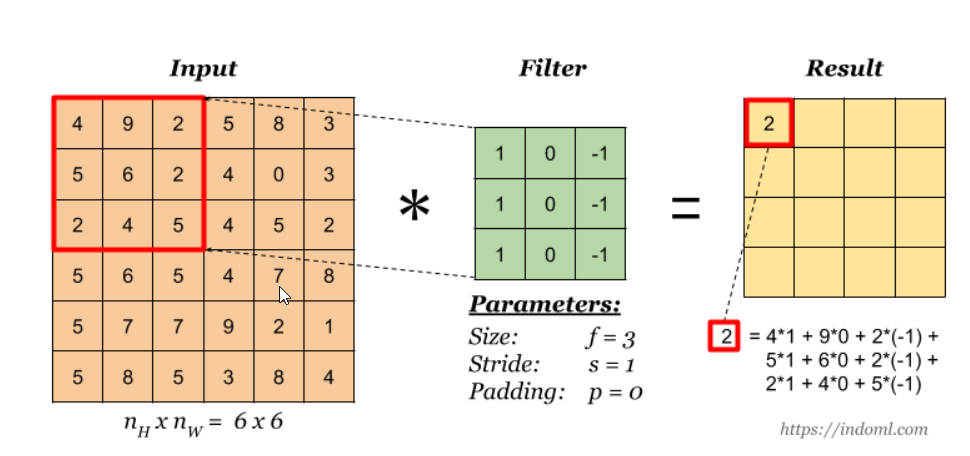 Input
Filter
Result
4 9 2 5 8 3
5 6 2 4 0 3
2 4 5 4 5 2
5 6 5 4 7 8
5 7 7 9 2 1
5 8 5 3 8 4
n_H x n_W = 6 x 6
*
1 0 -1
1 0 -1
1 0 -1
Parameters:
Size: f = 3
Stride: s = 1
Padding: p = 0
=
2
2 = 4*1 + 9*0 + 2*(-1) +
5*1 + 6*0 + 2*(-1) +
2*1 + 4*0 + 5*(-1)
https://indoml.com